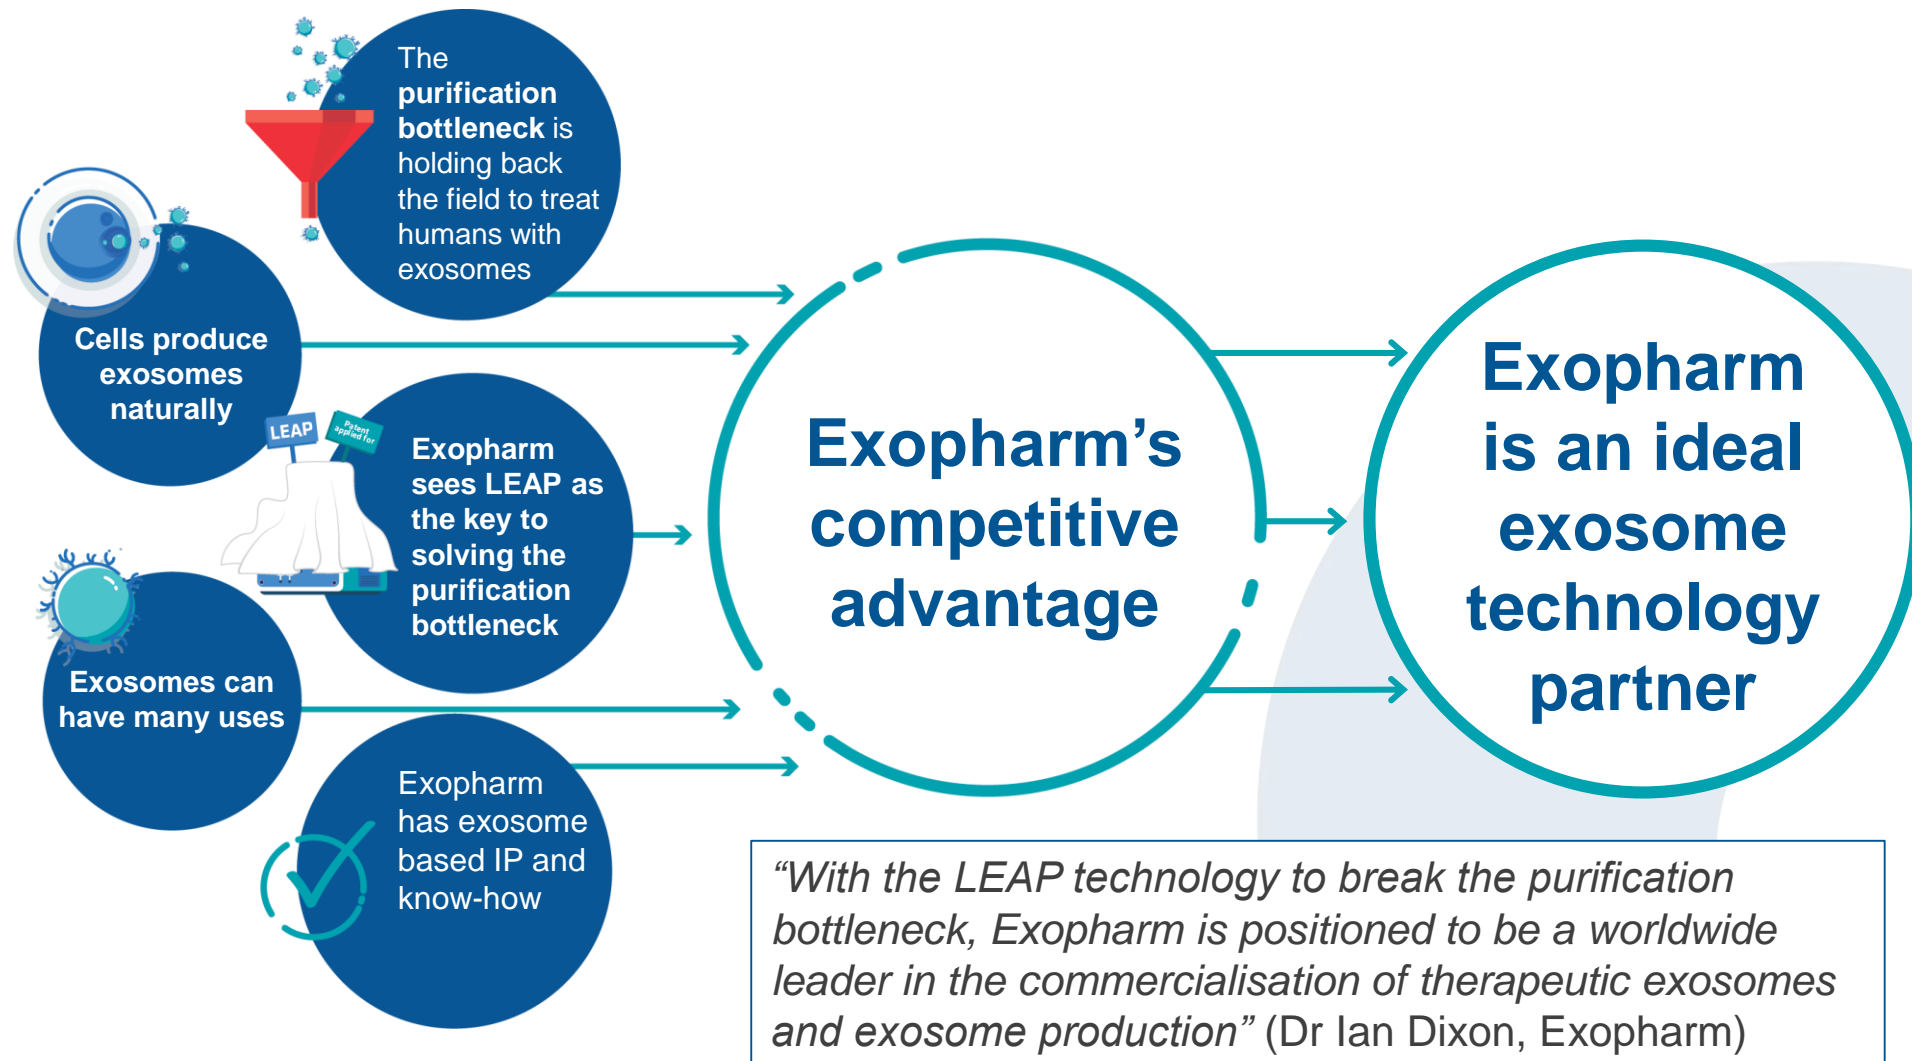 The
purification
bottleneck is
holding back
the field to treat
humans with
exosomes
Cells produce
exosomes
naturally
LEAP
Patent
applied for
Exopharm
sees LEAP as
the key to
solving the
purification
bottleneck
Exosomes can
have many uses
Exopharm
has exosome
based IP and
know-how
Exopharm’s
competitive
advantage
Exopharm
is an ideal
exosome
technology
partner
“With the LEAP technology to break the purification
bottleneck, Exopharm is positioned to be a worldwide
leader in the commercialisation of therapeutic exosomes
and exosome production” (Dr Ian Dixon, Exopharm)